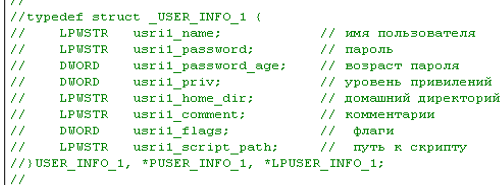 //
//typedef struct _USER_INFO_1 {
//    LPWSTR   usri1_name;         // имя пользователя
//    LPWSTR   usri1_password;     // пароль
//    DWORD    usri1_password_age; // возраст пароля
//    DWORD    usri1_priv;         // уровень привилений
//    LPWSTR   usri1_home_dir;     // домашний директорий
//    LPWSTR   usri1_comment;      // комментарии
//    DWORD    usri1_flags;        //  флаги
//    LPWSTR   usri1_script_path;  //  путь к скрипту
//}USER_INFO_1, *PUSER_INFO_1, *LPUSER_INFO_1;
//